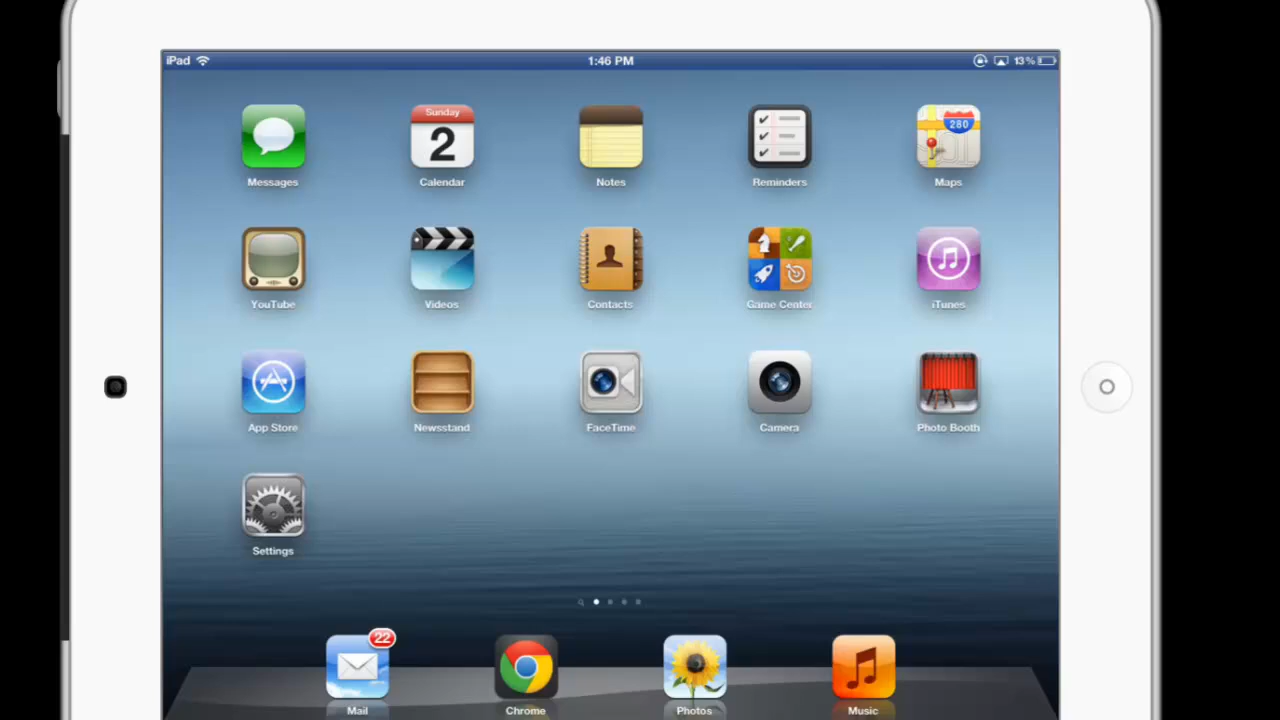 iPad 1:46 PM 13%
Sunday
2
280
Messages Calendar Notes Reminders Maps
YouTube Videos Contacts Game Center iTunes
App Store Newsstand FaceTime Camera Photo Booth
Settings
22
Mail Chrome Photos Music